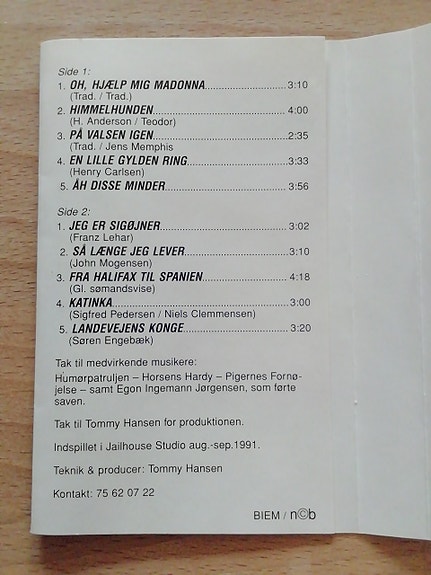 Side 1:
1. OH, HJÆLP MIG MADONNA........................3:10
(Trad. / Trad.)
2. HIMMELHUNDEN........................................4:00
(H. Anderson / Teodor)
3. PÅ VALSEN IGEN........................................2:35
(Trad. / Jens Memphis
4. EN LILLE GYLDEN RING..............................3:33
(Henry Carlsen)
5. ÅH DISSE MINDER.....................................3:56
Side 2:
1. JEG ER SIGØJNER......................................3:02
(Franz Lehar)
2. SÅ LÆNGE JEG LEVER...............................3:10
(John Mogensen)
3. FRA HALIFAX TIL SPANIEN.........................4:18
(Gl. sømandsvise)
4. KATINKA....................................................3:00
(Sigfred Pedersen / Niels Clemmensen)
5. LANDEVEJENS KONGE...............................3:20
(Søren Engebæk)
Tak til medvirkende musikere:
Humørpatruljen – Horsens Hardy – Pigernes Fornø-
jelse – samt Egon Ingemann Jørgensen, som førte
saven.
Tak til Tommy Hansen for produktionen.
Indspillet i Jailhouse Studio aug.-sep.1991.
Teknik & producer: Tommy Hansen
Kontakt: 75 62 07 22
BIEM / n©b